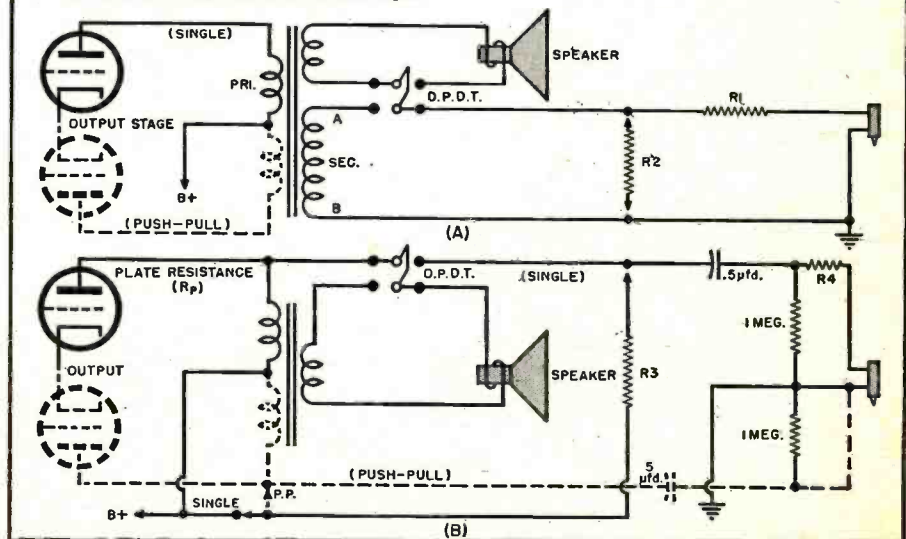 (SINGLE)
PRI.
SPEAKER
D.P.D.T.
R1
OUTPUT STAGE
A
SEC.
R2
B+
B
(PUSH-PULL)
(A)
PLATE RESISTANCE
(Rp)
D.P.D.T.
(SINGLE)
.5µfd.
R4
1 MEG.
OUTPUT
SPEAKER
R3
1 MEG.
(PUSH-PULL)
5
µfd.
P.P.
B+
SINGLE
(B)